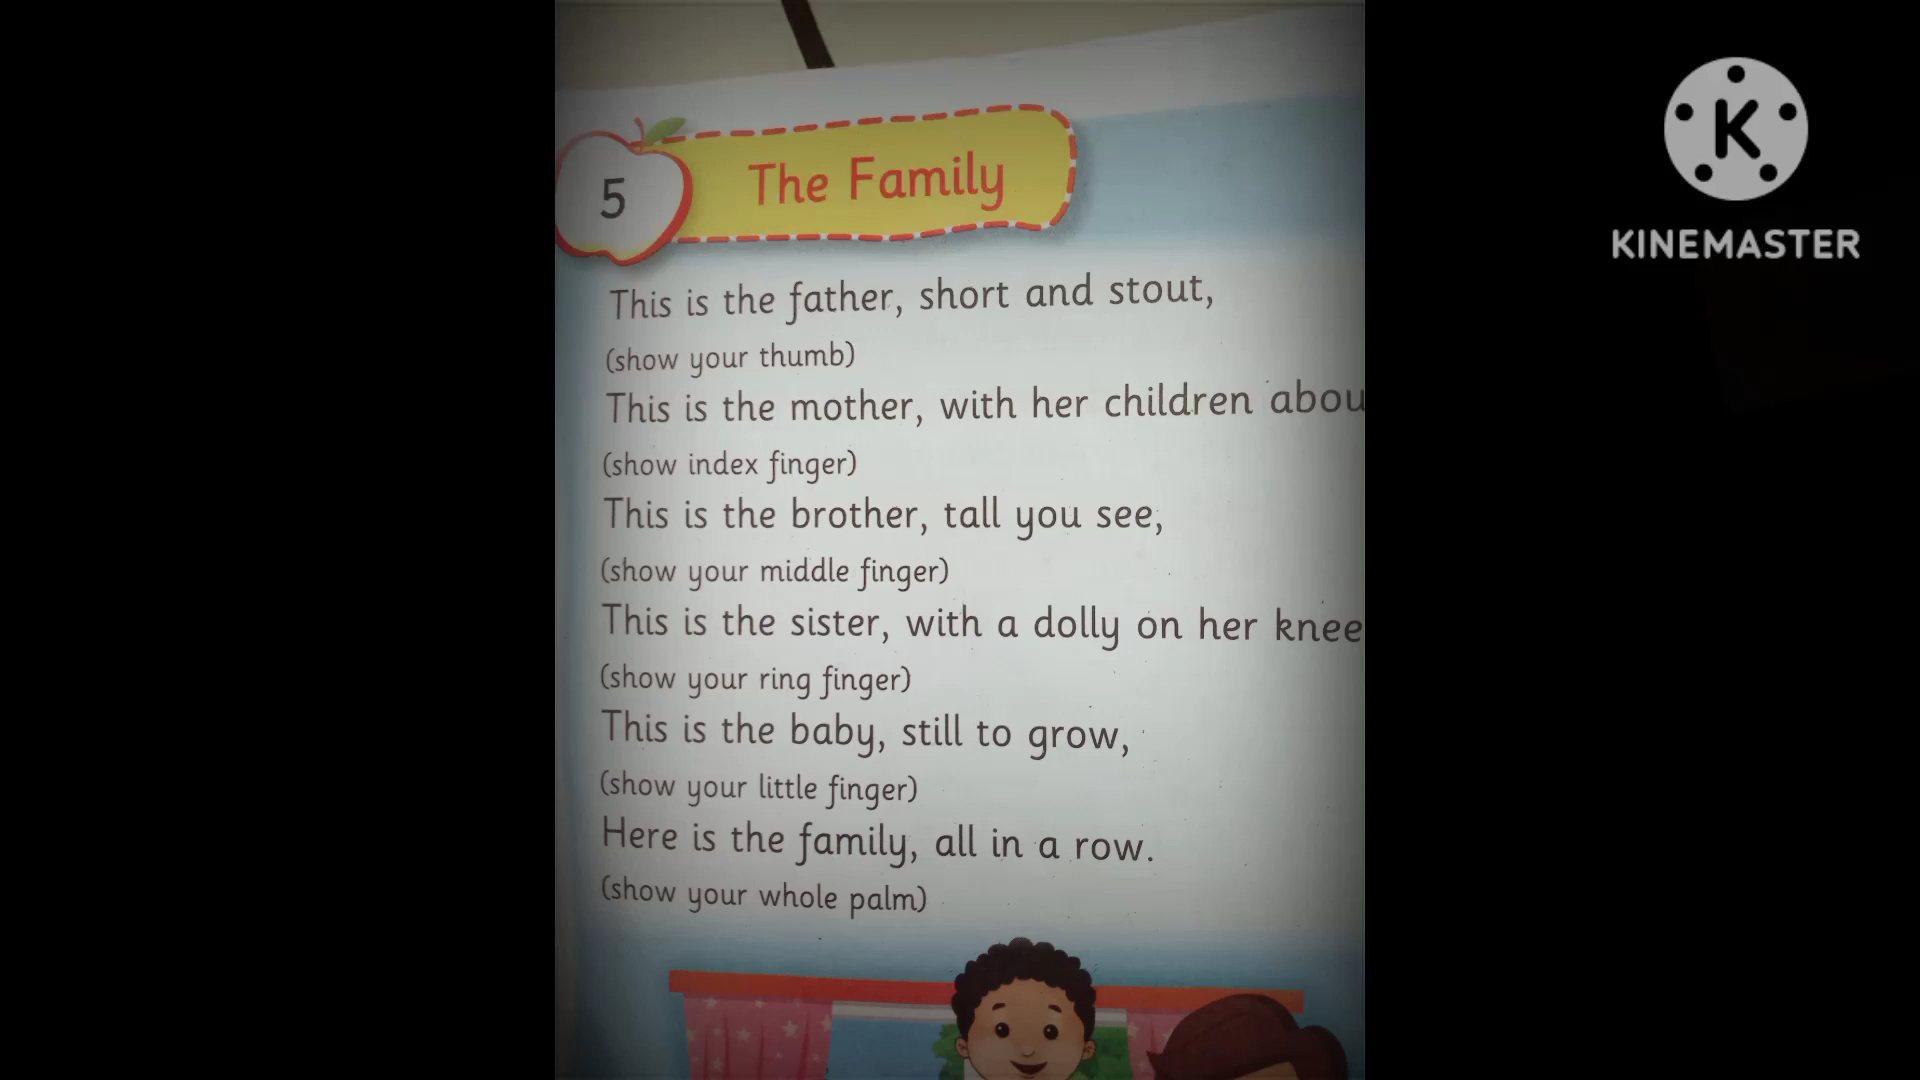 5
The Family
This is the father, short and stout,
(show your thumb)
This is the mother, with her children abou
(show index finger)
This is the brother, tall you see,
(show your middle finger)
This is the sister, with a dolly on her knee
(show your ring finger)
This is the baby, still to grow,
(show your little finger)
Here is the family, all in a row.
(show your whole palm)
K
KINEMASTER